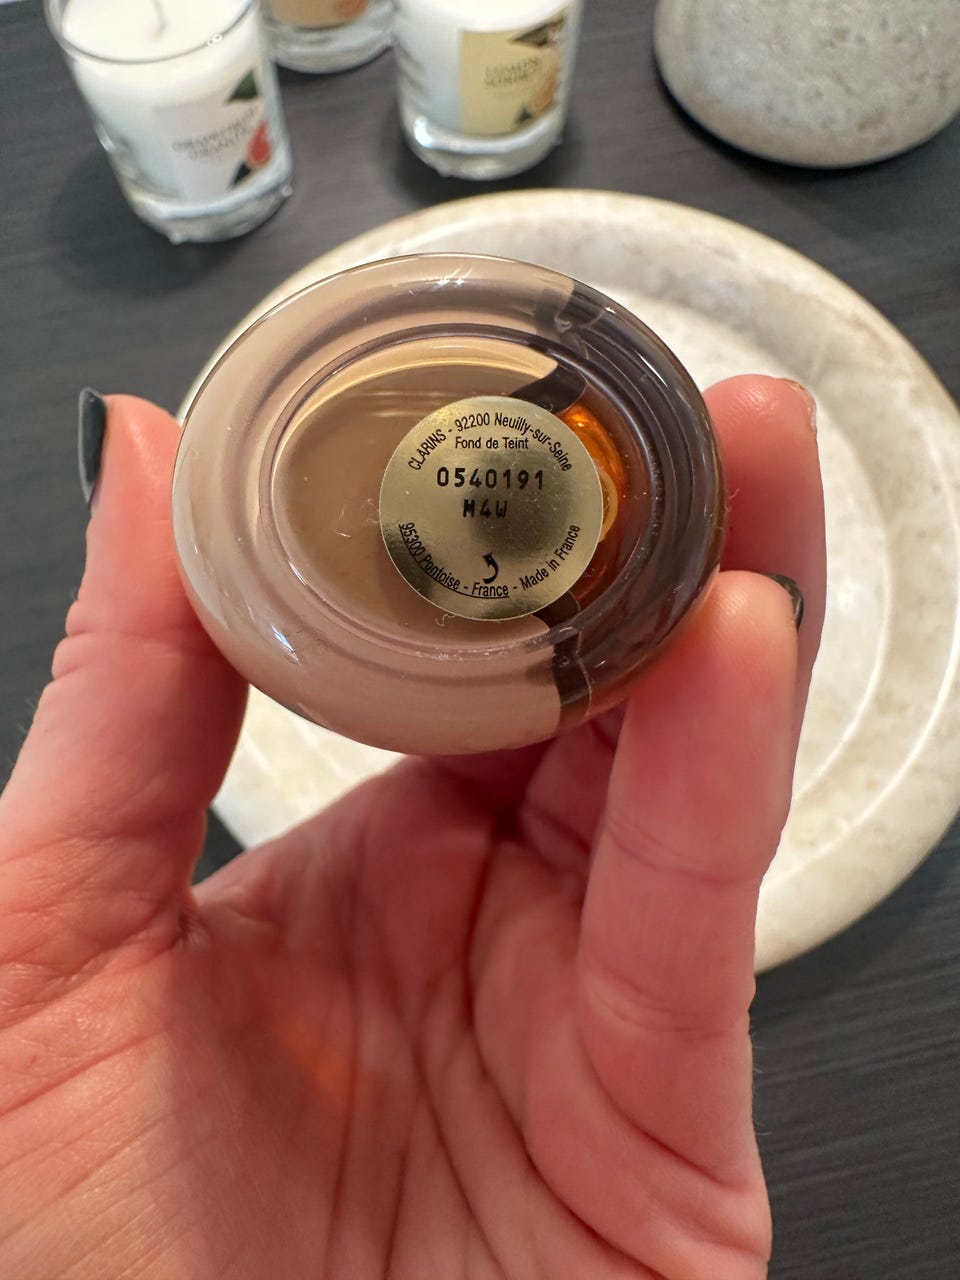 CLARINS - 92200 Neuilly-sur-Seine
Fond de Teint
0540191
M4W
95300 Pontoise - France - Made in France